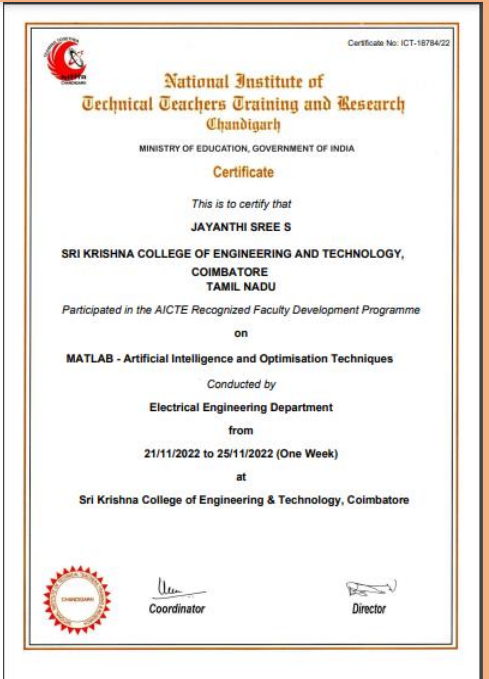 Certificate No: ICT-18784/22
National Institute of
Technical Teachers Training and Research
Chandigarh
MINISTRY OF EDUCATION, GOVERNMENT OF INDIA
Certificate
This is to certify that
JAYANTHI SREE S
SRI KRISHNA COLLEGE OF ENGINEERING AND TECHNOLOGY,
COIMBATORE
TAMIL NADU
Participated in the AICTE Recognized Faculty Development Programme
on
MATLAB - Artificial Intelligence and Optimisation Techniques
Conducted by
Electrical Engineering Department
from
21/11/2022 to 25/11/2022 (One Week)
at
Sri Krishna College of Engineering & Technology, Coimbatore
CHANDIGARH
Coordinator
Director